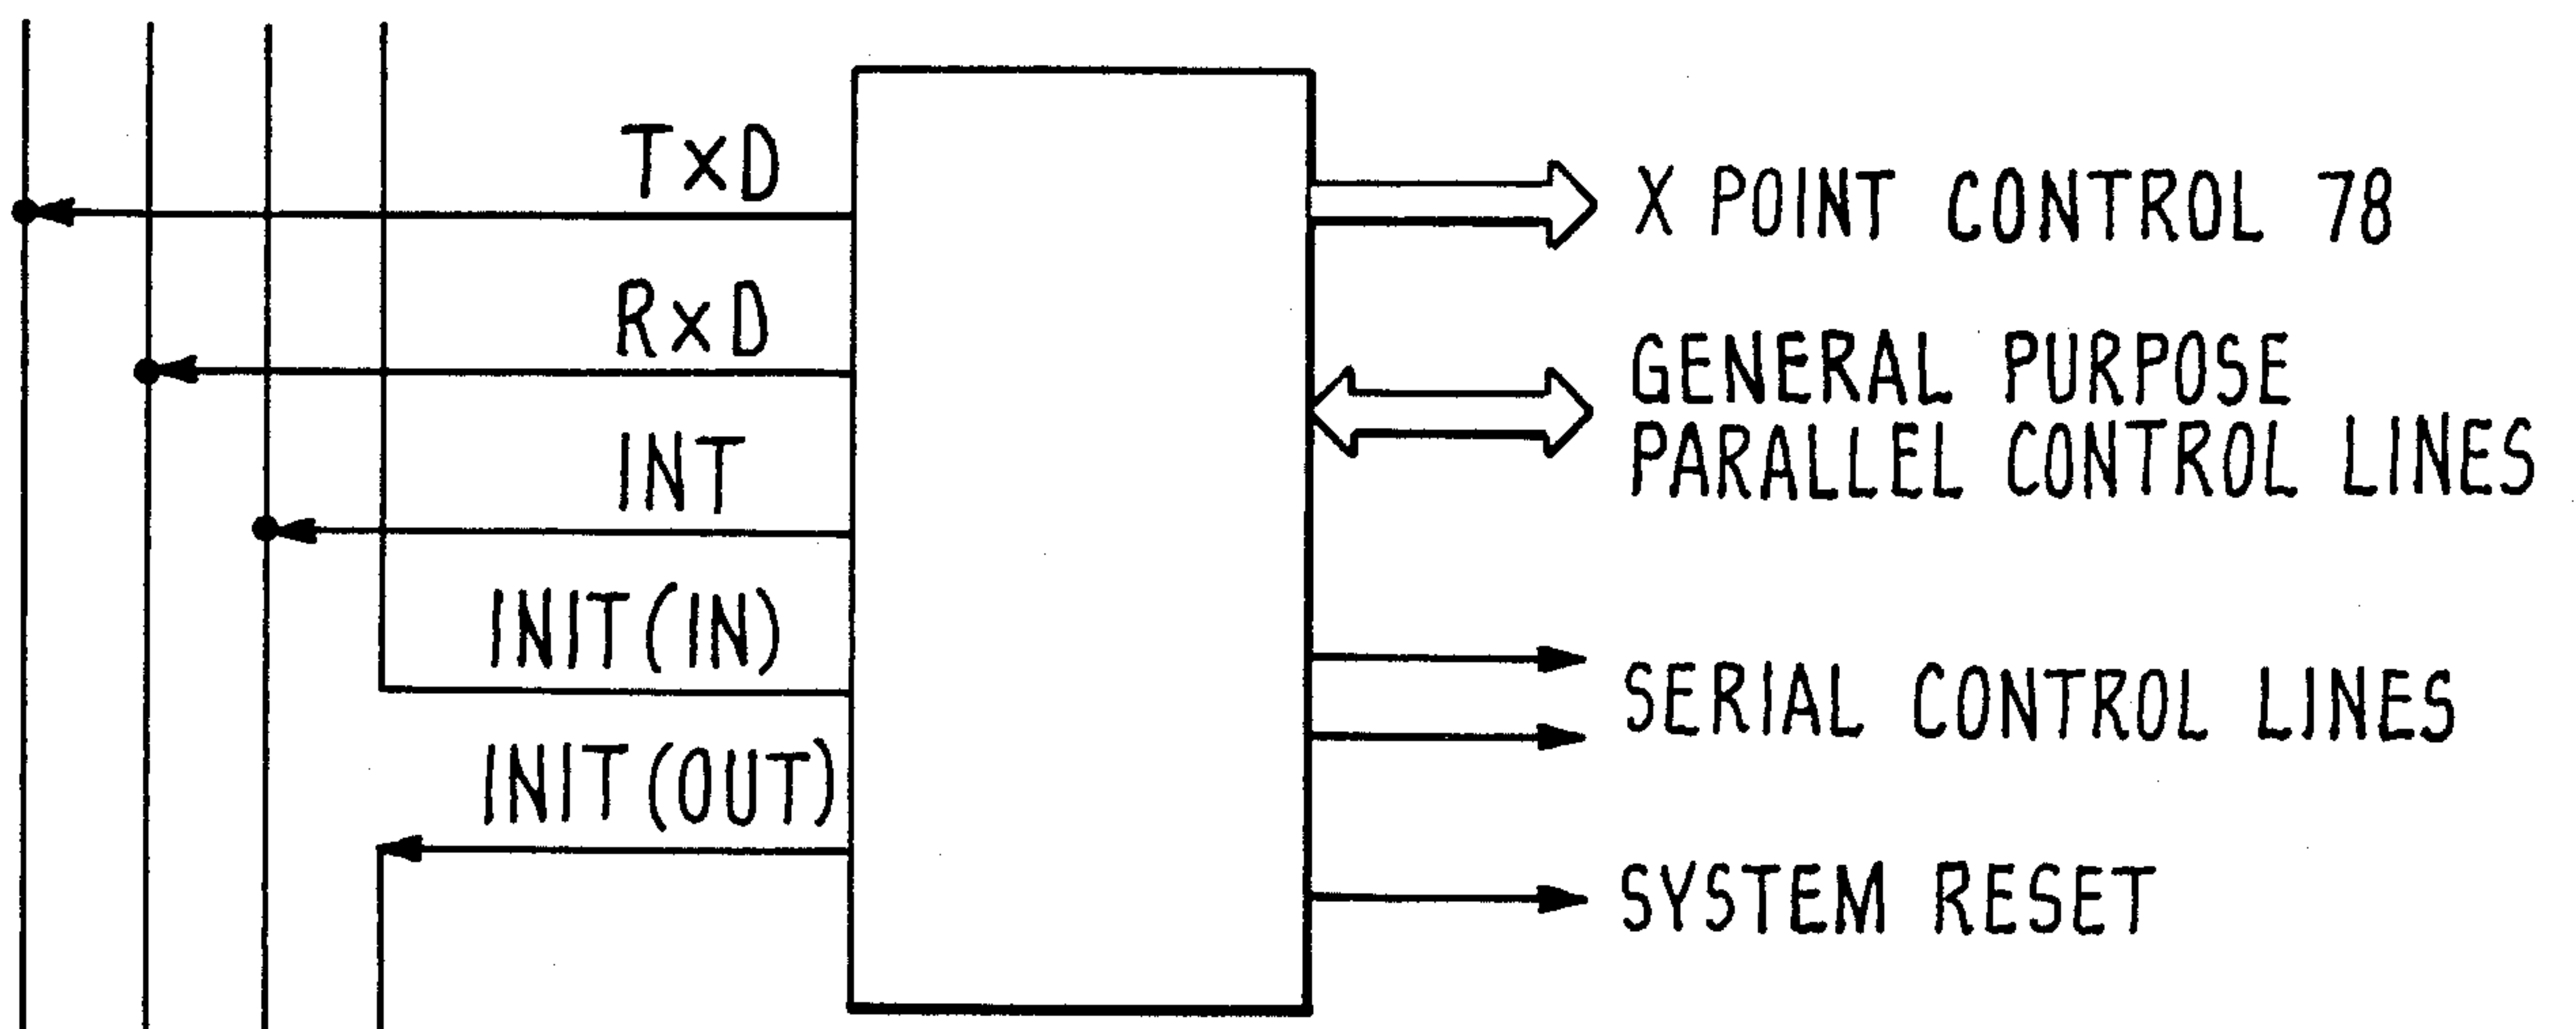 TxD
RxD
INT
INIT(IN)
INIT(OUT)
X POINT CONTROL 78
GENERAL PURPOSE
PARALLEL CONTROL LINES
SERIAL CONTROL LINES
SYSTEM RESET